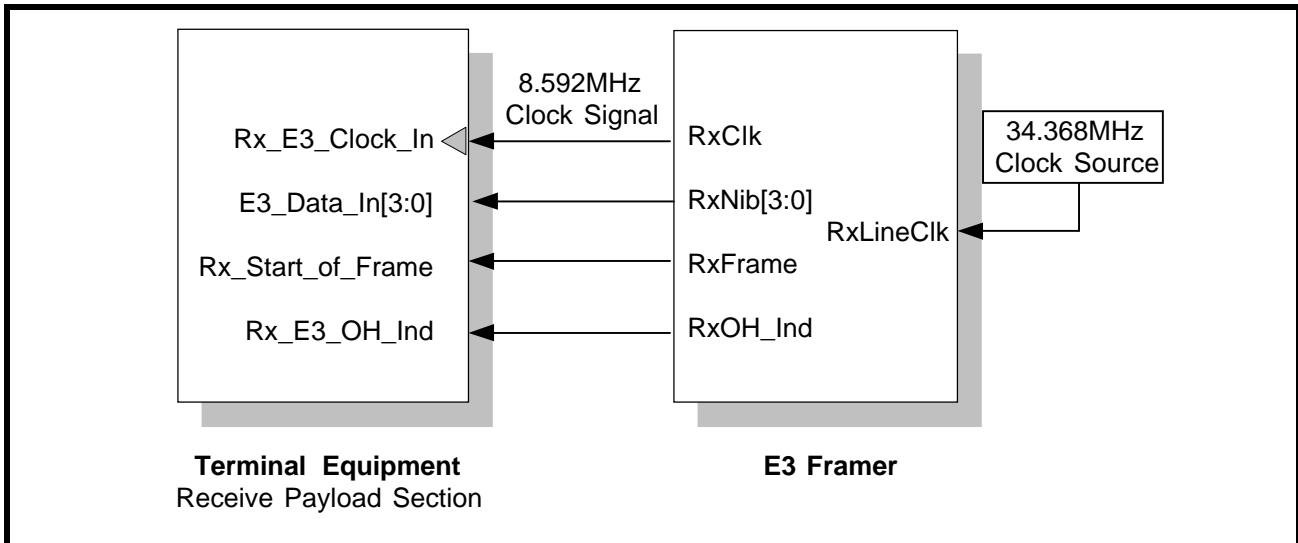 8.592MHz
Clock Signal
Rx_E3_Clock_In
RxClk
34.368MHz
Clock Source
E3_Data_In[3:0]
RxNib[3:0]
RxLineClk
Rx_Start_of_Frame
RxFrame
Rx_E3_OH_Ind
RxOH_Ind
Terminal Equipment
Receive Payload Section
E3 Framer